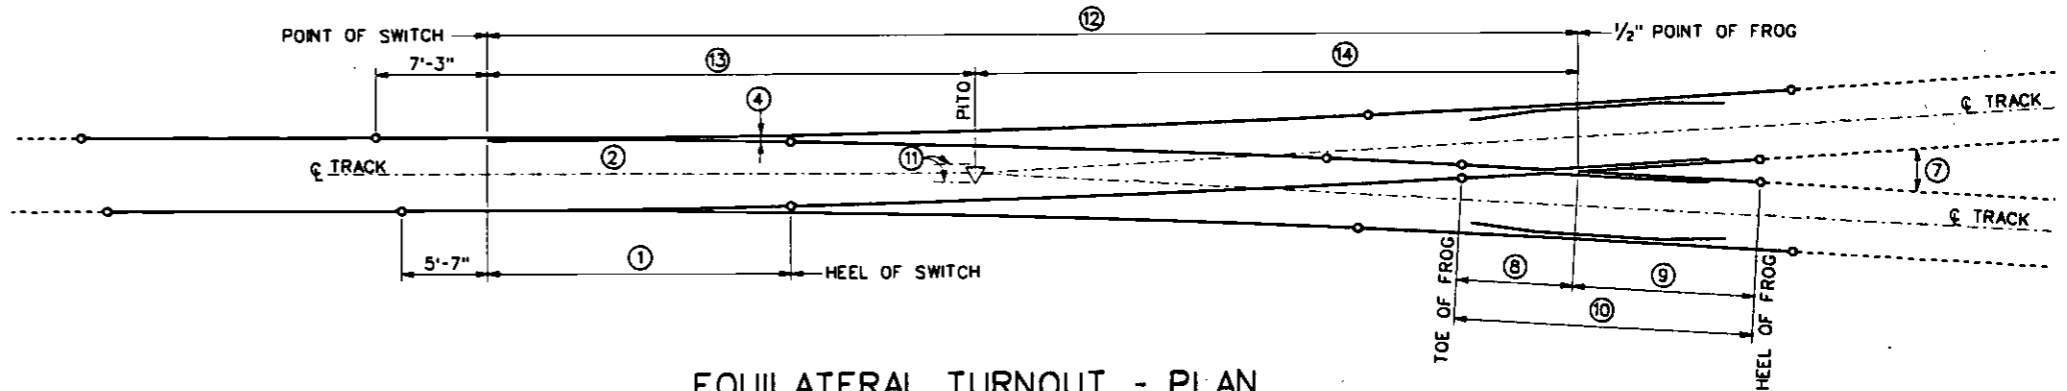 ⑫
POINT OF SWITCH
1/2" POINT OF FROG
7'-3"
⑬
⑭
④
PITO
℄ TRACK
②
⑪
℄ TRACK
⑦
℄ TRACK
5'-7"
①
HEEL OF SWITCH
⑧
⑨
⑩
TOE OF FROG
HEEL OF FROG
EQUILATERAL TURNOUT - PLAN